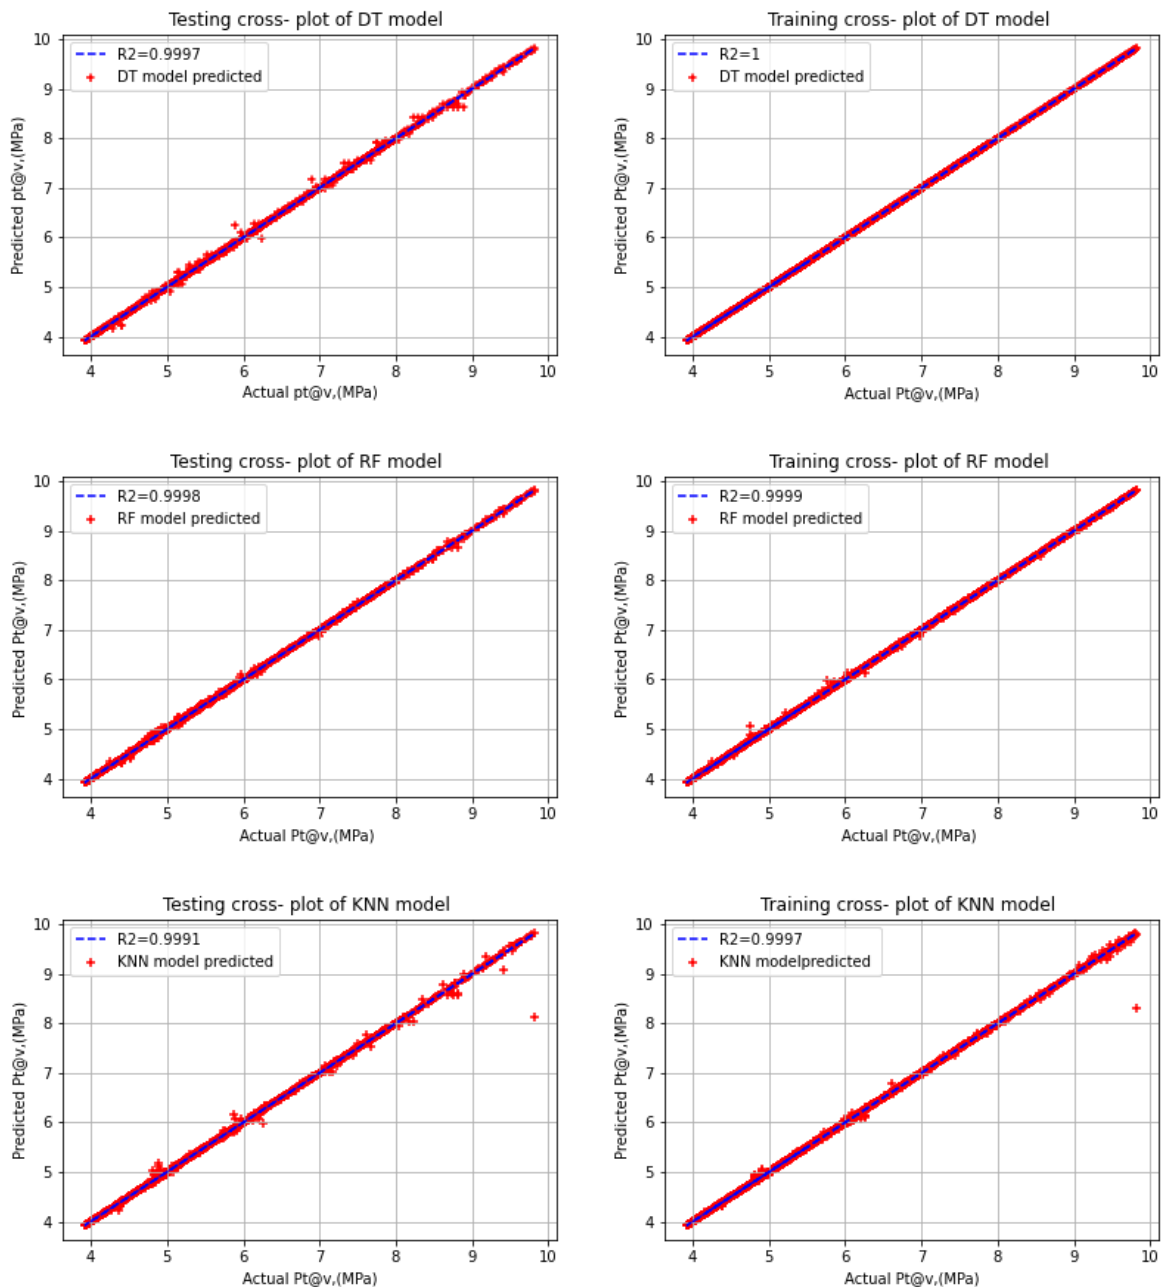 Testing cross- plot of DT model
R2=0.9997
DT model predicted
10
9
8
7
6
5
4
Predicted pt@v,(MPa)
4 5 6 7 8 9 10
Actual pt@v,(MPa)
Training cross- plot of DT model
R2=1
DT model predicted
10
9
8
7
6
5
4
Predicted Pt@v,(MPa)
4 5 6 7 8 9 10
Actual Pt@v,(MPa)
Testing cross- plot of RF model
R2=0.9998
RF model predicted
10
9
8
7
6
5
4
Predicted Pt@v,(MPa)
4 5 6 7 8 9 10
Actual Pt@v,(MPa)
Training cross- plot of RF model
R2=0.9999
RF model predicted
10
9
8
7
6
5
4
Predicted Pt@v,(MPa)
4 5 6 7 8 9 10
Actual Pt@v,(MPa)
Testing cross- plot of KNN model
R2=0.9991
KNN model predicted
10
9
8
7
6
5
4
Predicted Pt@v,(MPa)
4 5 6 7 8 9 10
Actual Pt@v,(MPa)
Training cross- plot of KNN model
R2=0.9997
KNN modelpredicted
10
9
8
7
6
5
4
Predicted Pt@v,(MPa)
4 5 6 7 8 9 10
Actual Pt@v,(MPa)